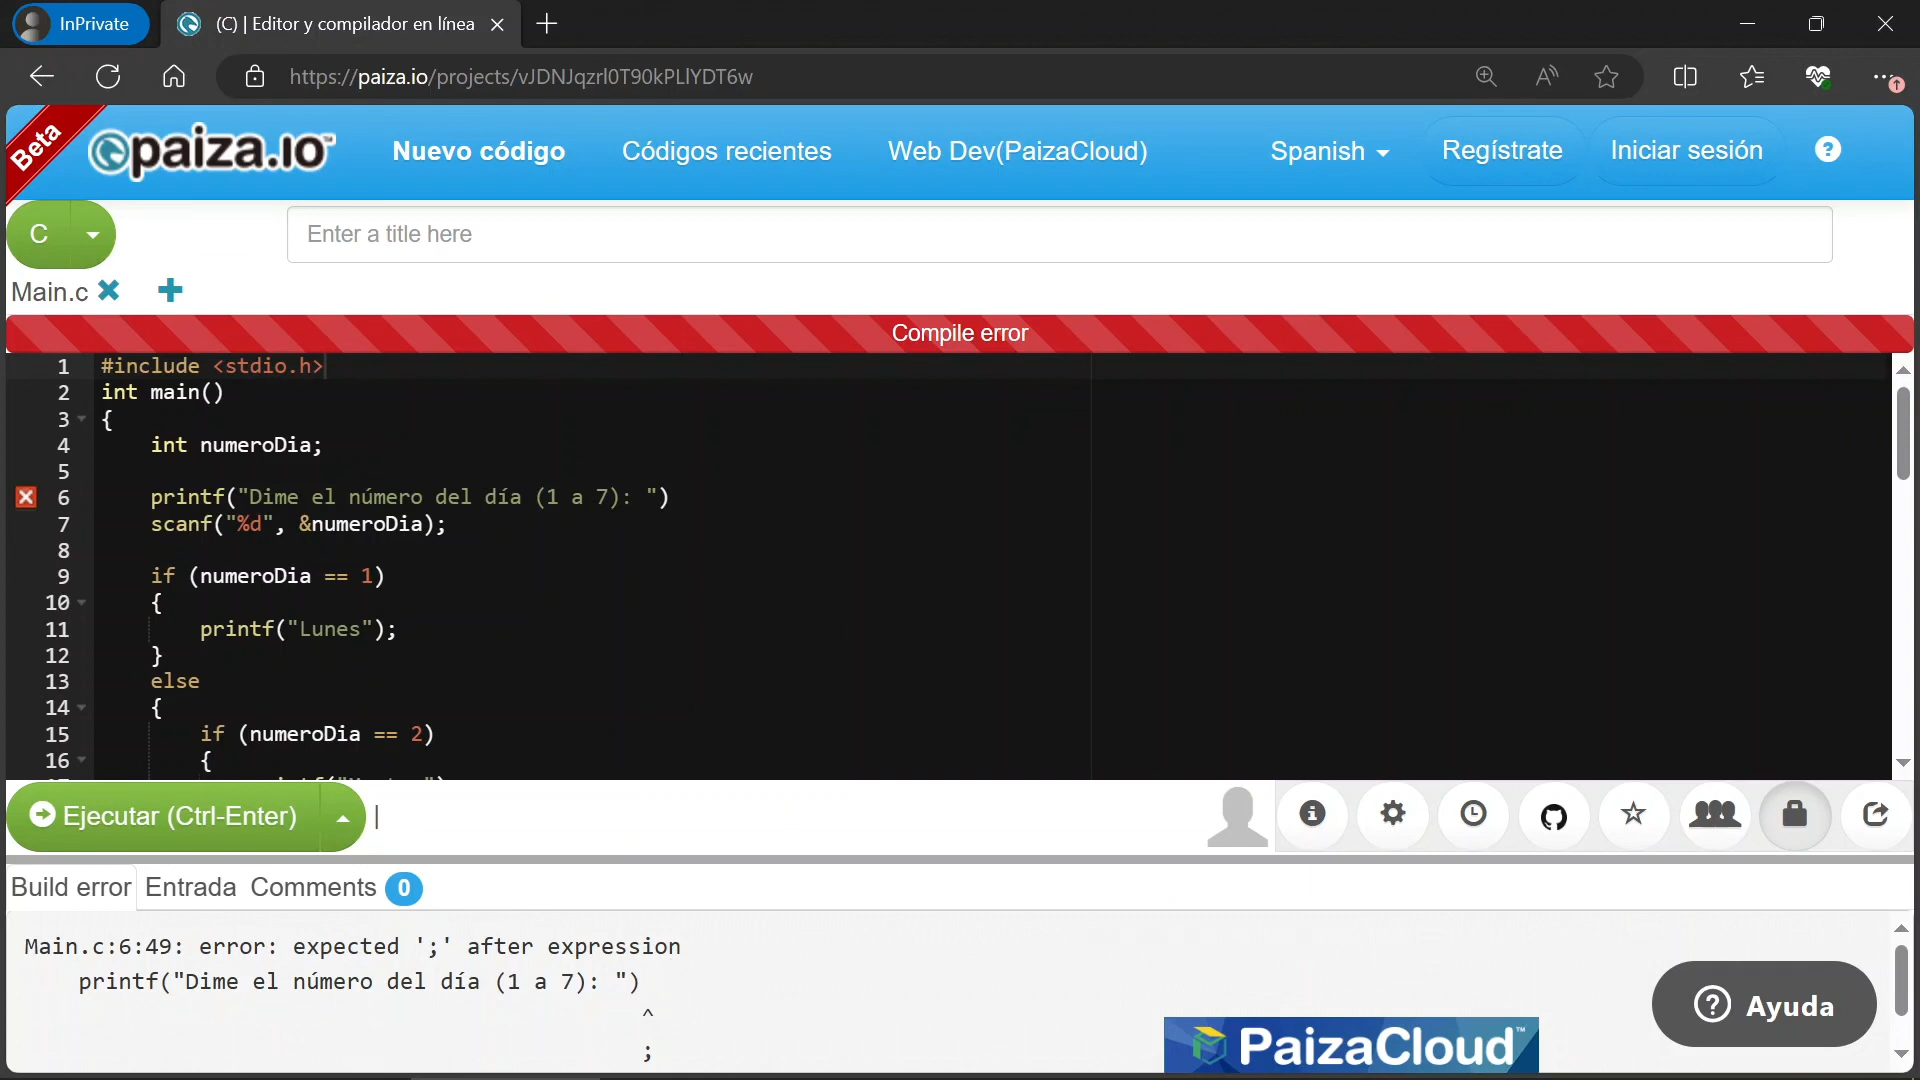 InPrivate
(C) | Editor y compilador en línea
https://paiza.io/projects/vJDNJqzrl0T90kPLlYDT6w
Beta
paiza.io™
Nuevo código
Códigos recientes
Web Dev(PaizaCloud)
Spanish
Regístrate
Iniciar sesión
C
Enter a title here
Main.c
Compile error
1 #include <stdio.h>
2 int main()
3 {
4 int numeroDia;
5
6 printf("Dime el número del día (1 a 7): ")
7 scanf("%d", &numeroDia);
8
9 if (numeroDia == 1)
10 {
11 printf("Lunes");
12 }
13 else
14 {
15 if (numeroDia == 2)
16 {
Ejecutar (Ctrl-Enter)
Build error
Entrada
Comments 0
Main.c:6:49: error: expected ';' after expression
printf("Dime el número del día (1 a 7): ")
^
;
Ayuda
PaizaCloud™